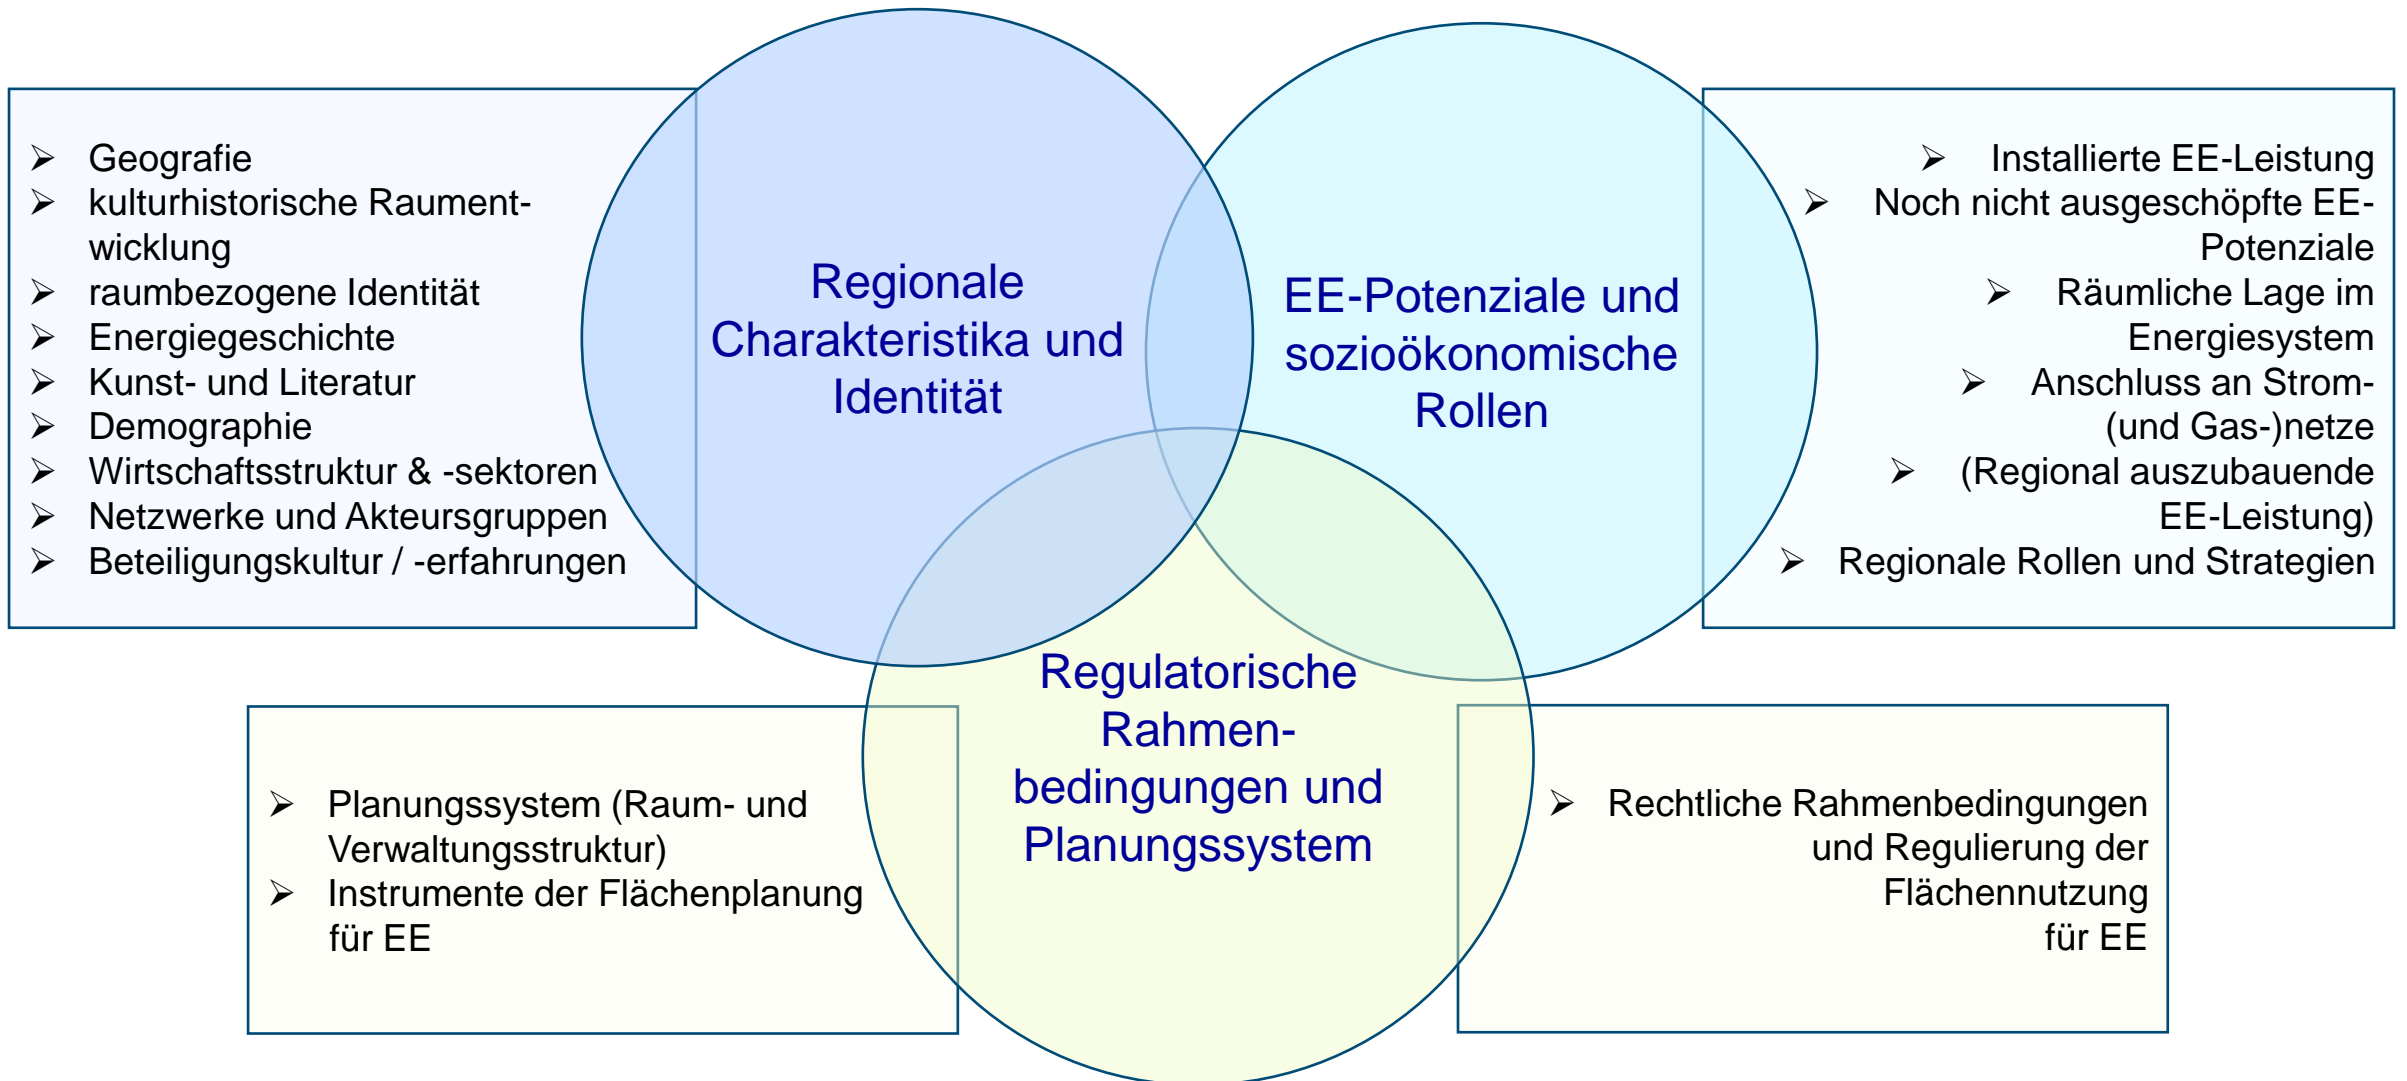 ➢ Geografie
➢ kulturhistorische Raument-
wicklung
➢ raumbezogene Identität
➢ Energiegeschichte
➢ Kunst- und Literatur
➢ Demographie
➢ Wirtschaftsstruktur & -sektoren
➢ Netzwerke und Akteursgruppen
➢ Beteiligungskultur / -erfahrungen
Regionale
Charakteristika und
Identität
EE-Potenziale und
sozioökonomische
Rollen
➢ Installierte EE-Leistung
➢ Noch nicht ausgeschöpfte EE-
Potenziale
➢ Räumliche Lage im
Energiesystem
➢ Anschluss an Strom-
(und Gas-)netze
➢ (Regional auszubauende
EE-Leistung)
➢ Regionale Rollen und Strategien
Regulatorische
Rahmen-
bedingungen und
Planungssystem
➢ Planungssystem (Raum- und
Verwaltungsstruktur)
➢ Instrumente der Flächenplanung
für EE
➢ Rechtliche Rahmenbedingungen
und Regulierung der
Flächennutzung
für EE